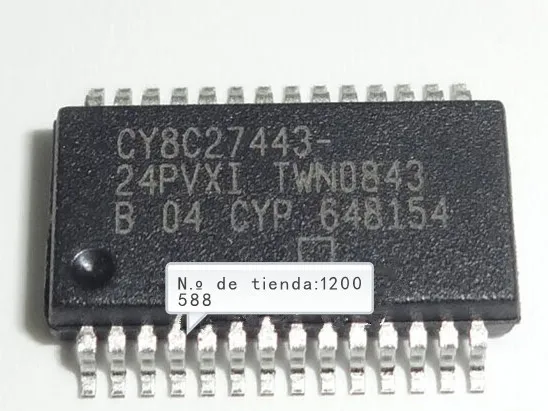 CY8C27443-
24PVXI TWN0843
B 04 CYP 648154
N.º de tienda:1200
588